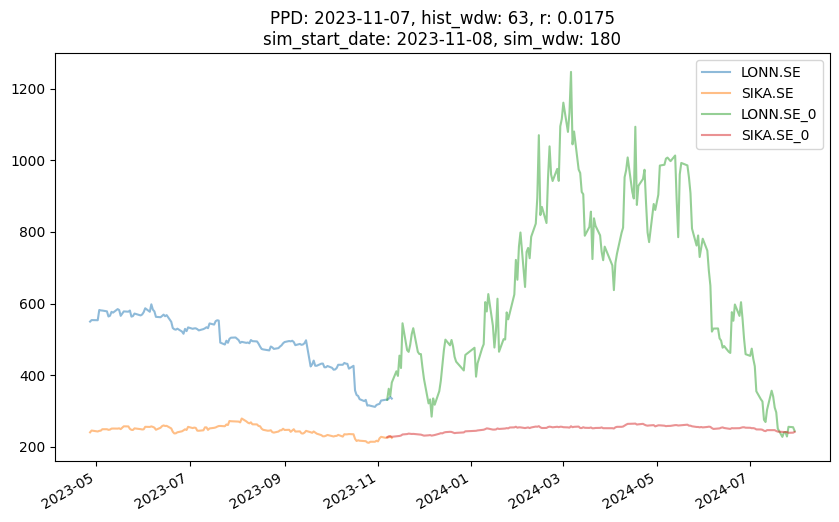 PPD: 2023-11-07, hist_wdw: 63, r: 0.0175
sim_start_date: 2023-11-08, sim_wdw: 180
LONN.SE
SIKA.SE
LONN.SE_0
SIKA.SE_0
1200
1000
800
600
400
200
2023-05
2023-07
2023-09
2023-11
2024-01
2024-03
2024-05
2024-07